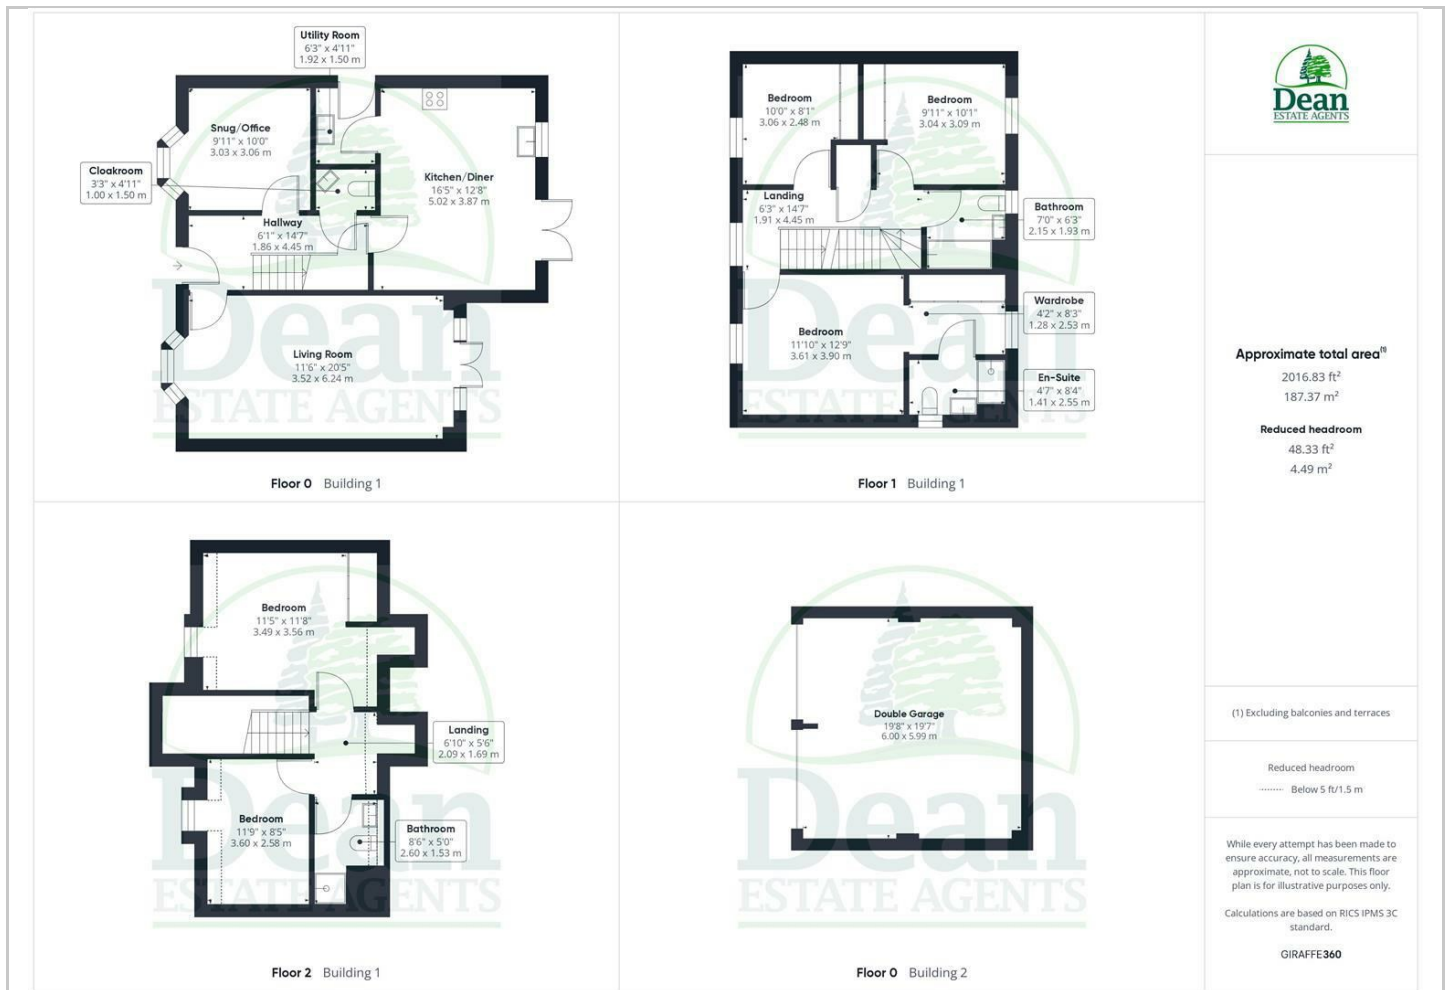 Utility Room
6'3" x 4'11"
1.92 x 1.50 m
Snug/Office
9'11" x 10'0"
3.03 x 3.06 m
Cloakroom
3'3" x 4'11"
1.00 x 1.50 m
Kitchen/Diner
16'5" x 12'8"
5.02 x 3.87 m
Hallway
6'1" x 14'7"
1.86 x 4.45 m
Living Room
11'6" x 20'5"
3.52 x 6.24 m
Dean
ESTATE AGENTS
Floor 0 Building 1
Bedroom
10'0" x 8'1"
3.06 x 2.48 m
Bedroom
9'11" x 10'1"
3.04 x 3.09 m
Landing
6'3" x 14'7"
1.91 x 4.45 m
Bathroom
7'0" x 6'3"
2.15 x 1.93 m
Wardrobe
4'2" x 8'3"
1.28 x 2.53 m
Bedroom
11'10" x 12'9"
3.61 x 3.90 m
En-Suite
4'7" x 8'4"
1.41 x 2.55 m
Dean
ESTATE AGENTS
Floor 1 Building 1
Bedroom
11'5" x 11'8"
3.49 x 3.56 m
Landing
6'10" x 5'6"
2.09 x 1.69 m
Bedroom
11'9" x 8'5"
3.60 x 2.58 m
Bathroom
8'6" x 5'0"
2.60 x 1.53 m
Dean
ESTATE AGENTS
Floor 2 Building 1
Double Garage
19'8" x 19'7"
6.00 x 5.99 m
Dean
ESTATE AGENTS
Floor 0 Building 2
Dean
ESTATE AGENTS
Approximate total area(1)
2016.83 ft²
187.37 m²
Reduced headroom
48.33 ft²
4.49 m²
(1) Excluding balconies and terraces
Reduced headroom
Below 5 ft/1.5 m
While every attempt has been made to
ensure accuracy, all measurements are
approximate, not to scale. This floor
plan is for illustrative purposes only.
Calculations are based on RICS IPMS 3C
standard.
GIRAFFE360